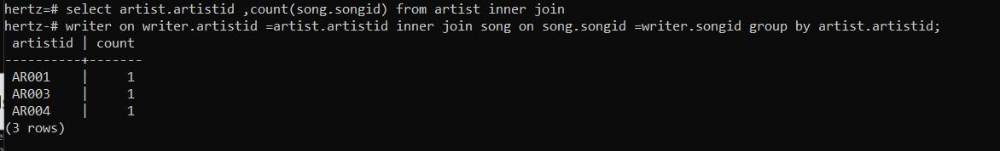 hertz=# select artist.artistid ,count(song.songid) from artist inner join
hertz-# writer on writer.artistid =artist.artistid inner join song on song.songid =writer.songid group by artist.artistid;
 artistid | count
----------+-------
 AR001    |     1
 AR003    |     1
 AR004    |     1
(3 rows)